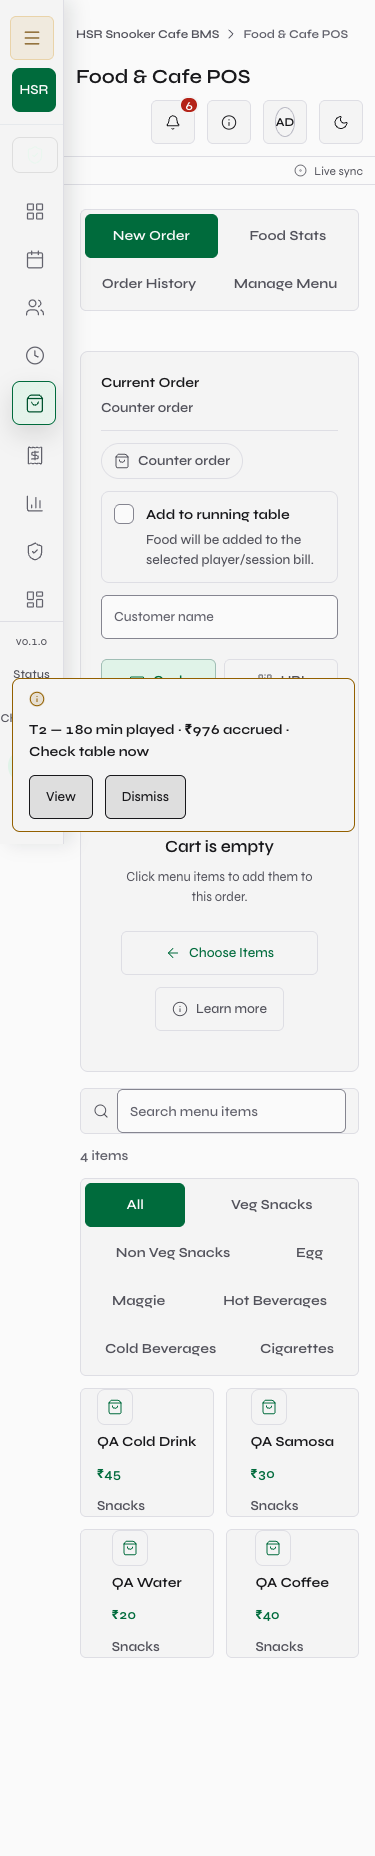 HSR
HSR Snooker Cafe BMS > Food & Cafe POS
Food & Cafe POS
6
AD
Live sync
New Order
Food Stats
Order History
Manage Menu
Current Order
Counter order
Counter order
Add to running table
Food will be added to the
selected player/session bill.
Customer name
v0.1.0
Status
T2 — 180 min played · ₹976 accrued ·
Check table now
View
Dismiss
Cart is empty
Click menu items to add them to
this order.
Choose Items
Learn more
Search menu items
4 items
All
Veg Snacks
Non Veg Snacks
Egg
Maggie
Hot Beverages
Cold Beverages
Cigarettes
QA Cold Drink
₹45
Snacks
QA Samosa
₹30
Snacks
QA Water
₹20
Snacks
QA Coffee
₹40
Snacks